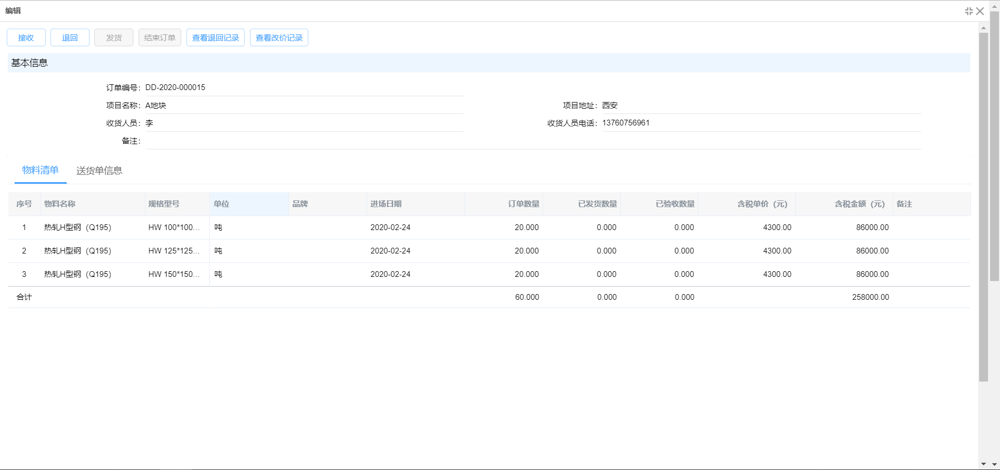 编辑
接收 退回 发货 结束订单 查看退回记录 查看改价记录
基本信息
订单编号: DD-2020-000015
项目名称: A地块 项目地址: 西安
收货人员: 李 收货人员电话: 13760756961
备注:
物料清单 送货单信息
序号 物料名称 规格型号 单位 品牌 进场日期 订单数量 已发货数量 已验收数量 含税单价（元） 含税金额（元） 备注
1 热轧H型钢（Q195） HW 100*100... 吨 2020-02-24 20.000 0.000 0.000 4300.00 86000.00
2 热轧H型钢（Q195） HW 125*125... 吨 2020-02-24 20.000 0.000 0.000 4300.00 86000.00
3 热轧H型钢（Q195） HW 150*150... 吨 2020-02-24 20.000 0.000 0.000 4300.00 86000.00
合计 60.000 0.000 0.000 258000.00